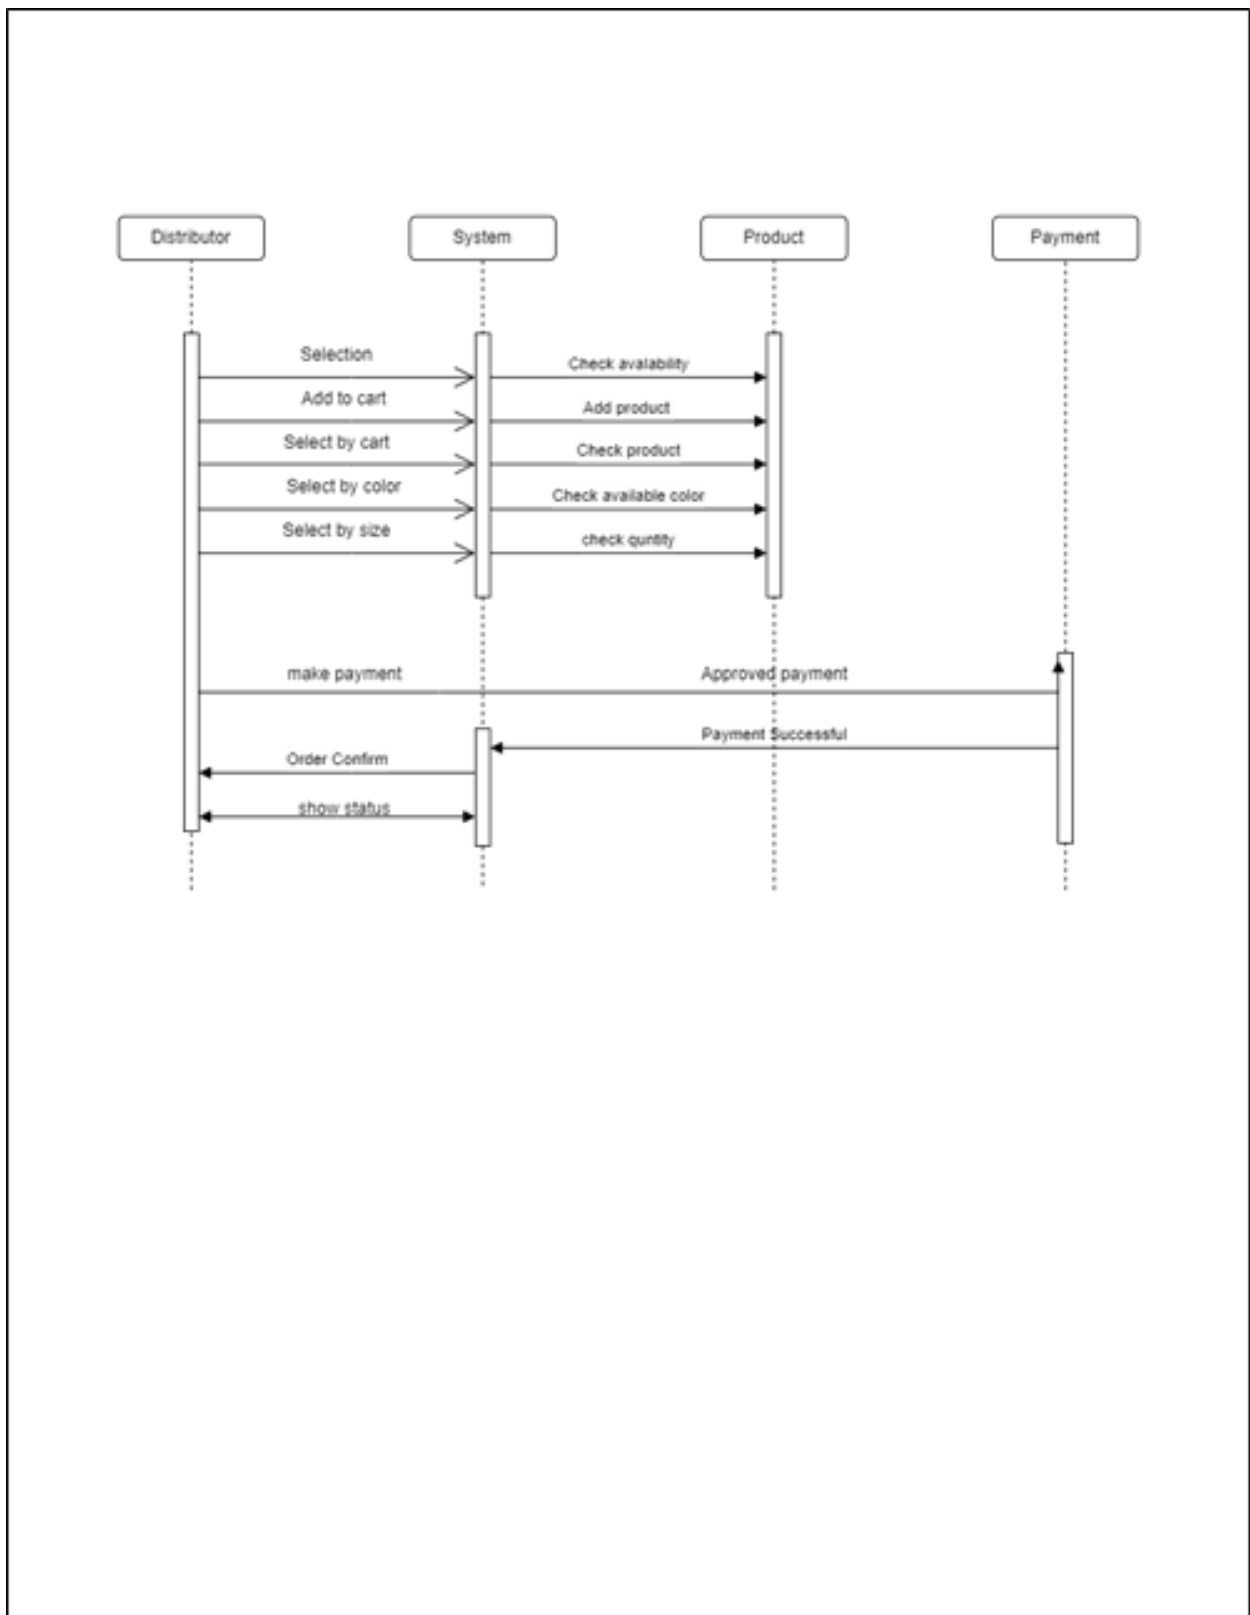 Distributor
System
Product
Payment
Selection
Check avalability
Add to cart
Add product
Select by cart
Check product
Select by color
Check available color
Select by size
check quntity
make payment
Approved payment
Payment Successful
Order Confirm
show status